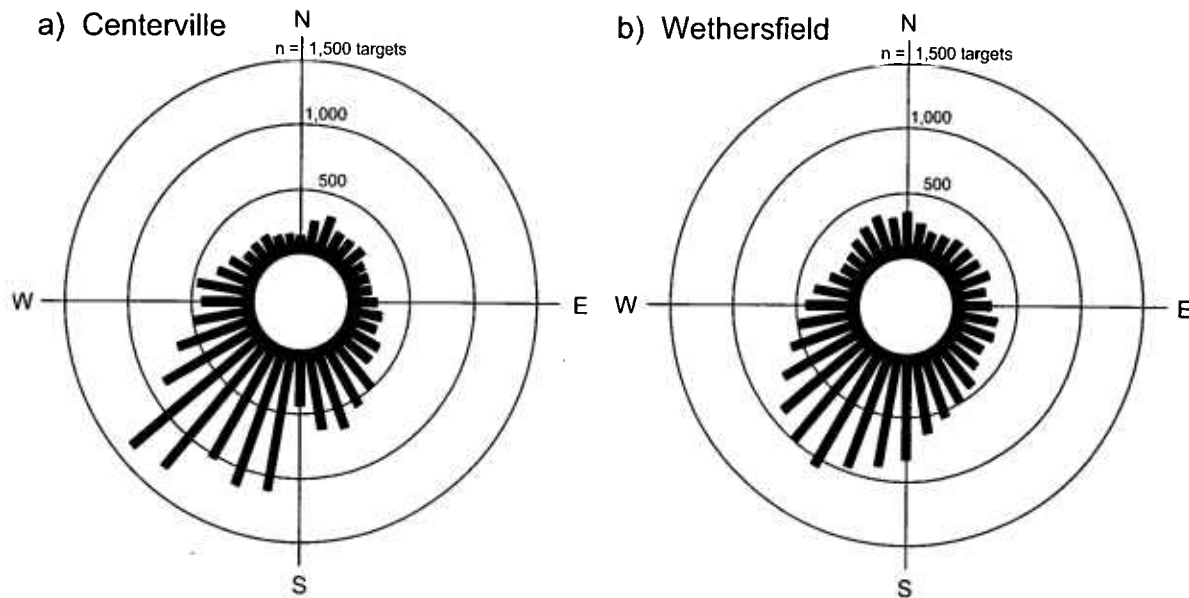 a) Centerville
N
n = 1,500 targets
1,000
500
W
E
S
b) Wethersfield
N
n = 1,500 targets
1,000
500
W
E
S